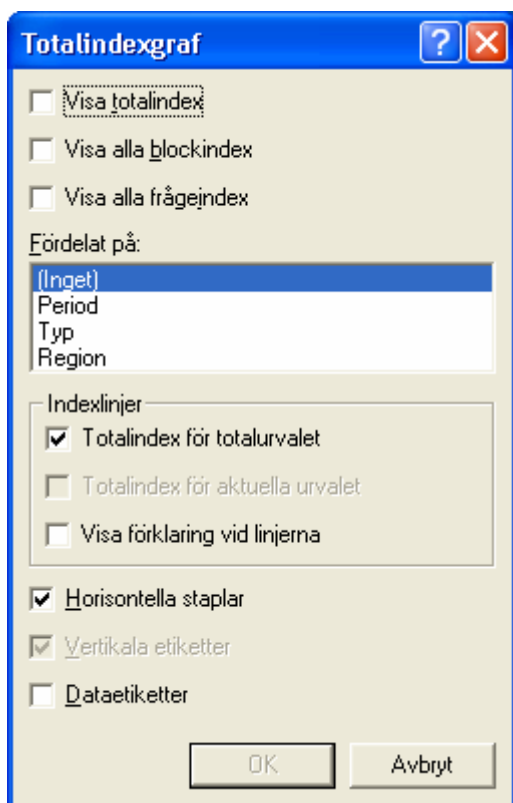 Totalindexgraf
Visa totalindex
Visa alla blockindex
Visa alla frågeindex
Fördelat på:
(Inget)
Period
Typ
Region
Indexlinjer
Totalindex för totalurvalet
Totalindex för aktuella urvalet
Visa förklaring vid linjerna
Horisontella staplar
Vertikala etiketter
Dataetiketter
OK Avbryt